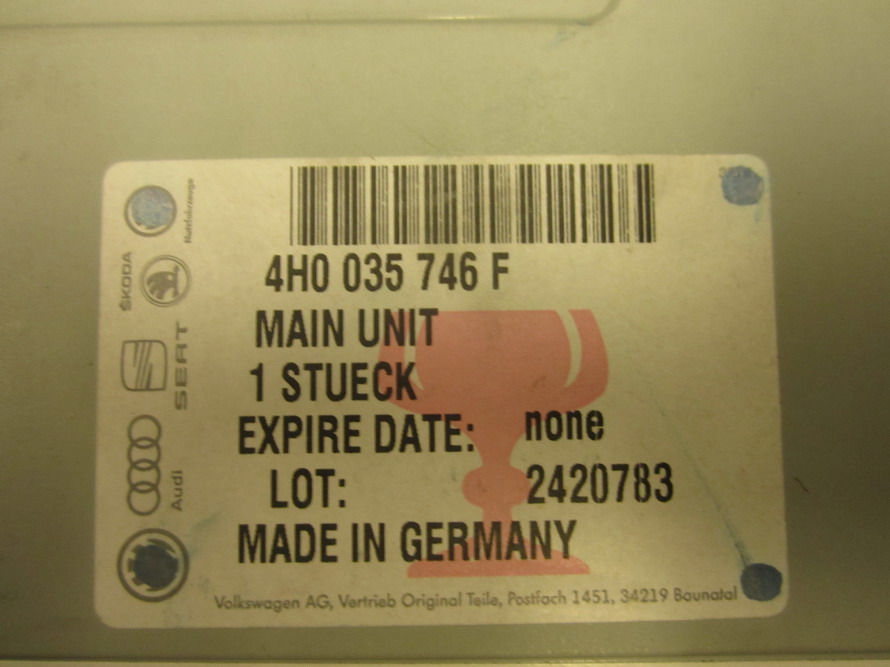 4H0 035 746 F
MAIN UNIT
1 STUECK
EXPIRE DATE: none
LOT: 2420783
MADE IN GERMANY
Volkswagen AG, Vertrieb Original Teile, Postfach 1451, 34219 Baunatal
Nutzfahrzeuge
ŠKODA
SEAT
Audi